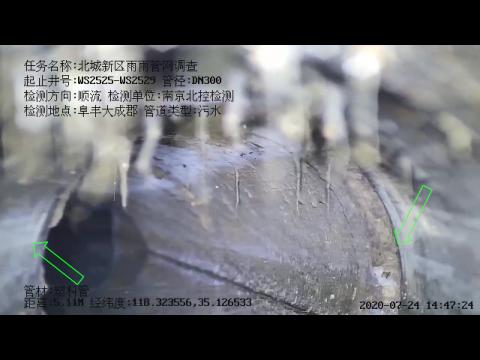 任务名称:北城新区雨雨管网调查
起止井号:WS2525-WS2529 管径:DN300
检测方向:顺流 检测单位:南京北控检测
检测地点:阜丰大成郡 管道类型:污水
管材:塑料管
距离:5.11M 经纬度:118.323556,35.126533
2020-07-24 14:47:24